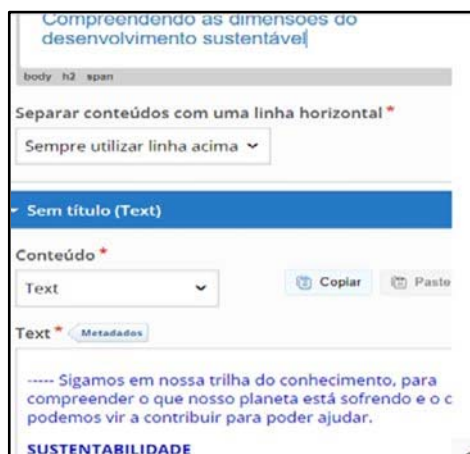 Compreendendo as dimensões do
desenvolvimento sustentável
body h2 span
Separar conteúdos com uma linha horizontal *
Sempre utilizar linha acima
Sem título (Text)
Conteúdo *
Text
Copiar
Text * Metadados
----- Sigamos em nossa trilha do conhecimento, para
compreender o que nosso planeta está sofrendo e o
podemos vir a contribuir para poder ajudar.
SUSTENTABILIDADE